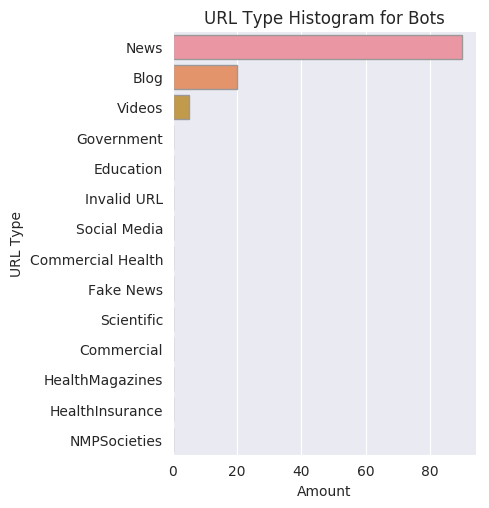 URL Type Histogram for Bots
News
Blog
Videos
Government
Education
Invalid URL
Social Media
Commercial Health
Fake News
Scientific
Commercial
HealthMagazines
HealthInsurance
NMPSocieties
URL Type
0 20 40 60 80
Amount